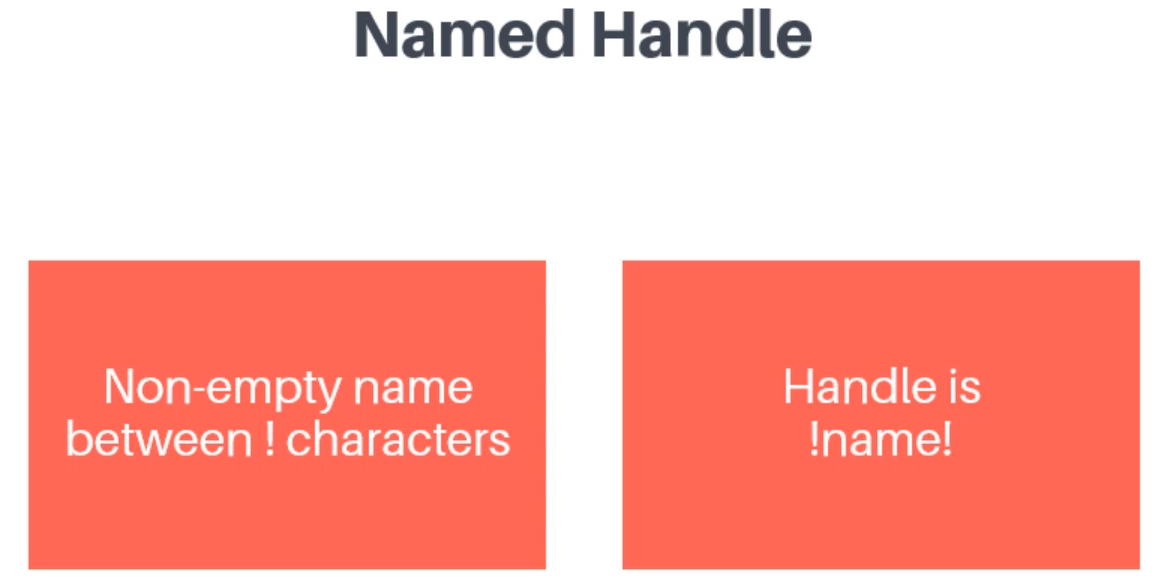 Named Handle
Non-empty name
between ! characters
Handle is
!name!